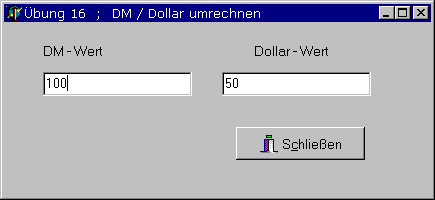 Übung 16 ; DM / Dollar umrechnen
DM-Wert Dollar-Wert
100 50
Schließen